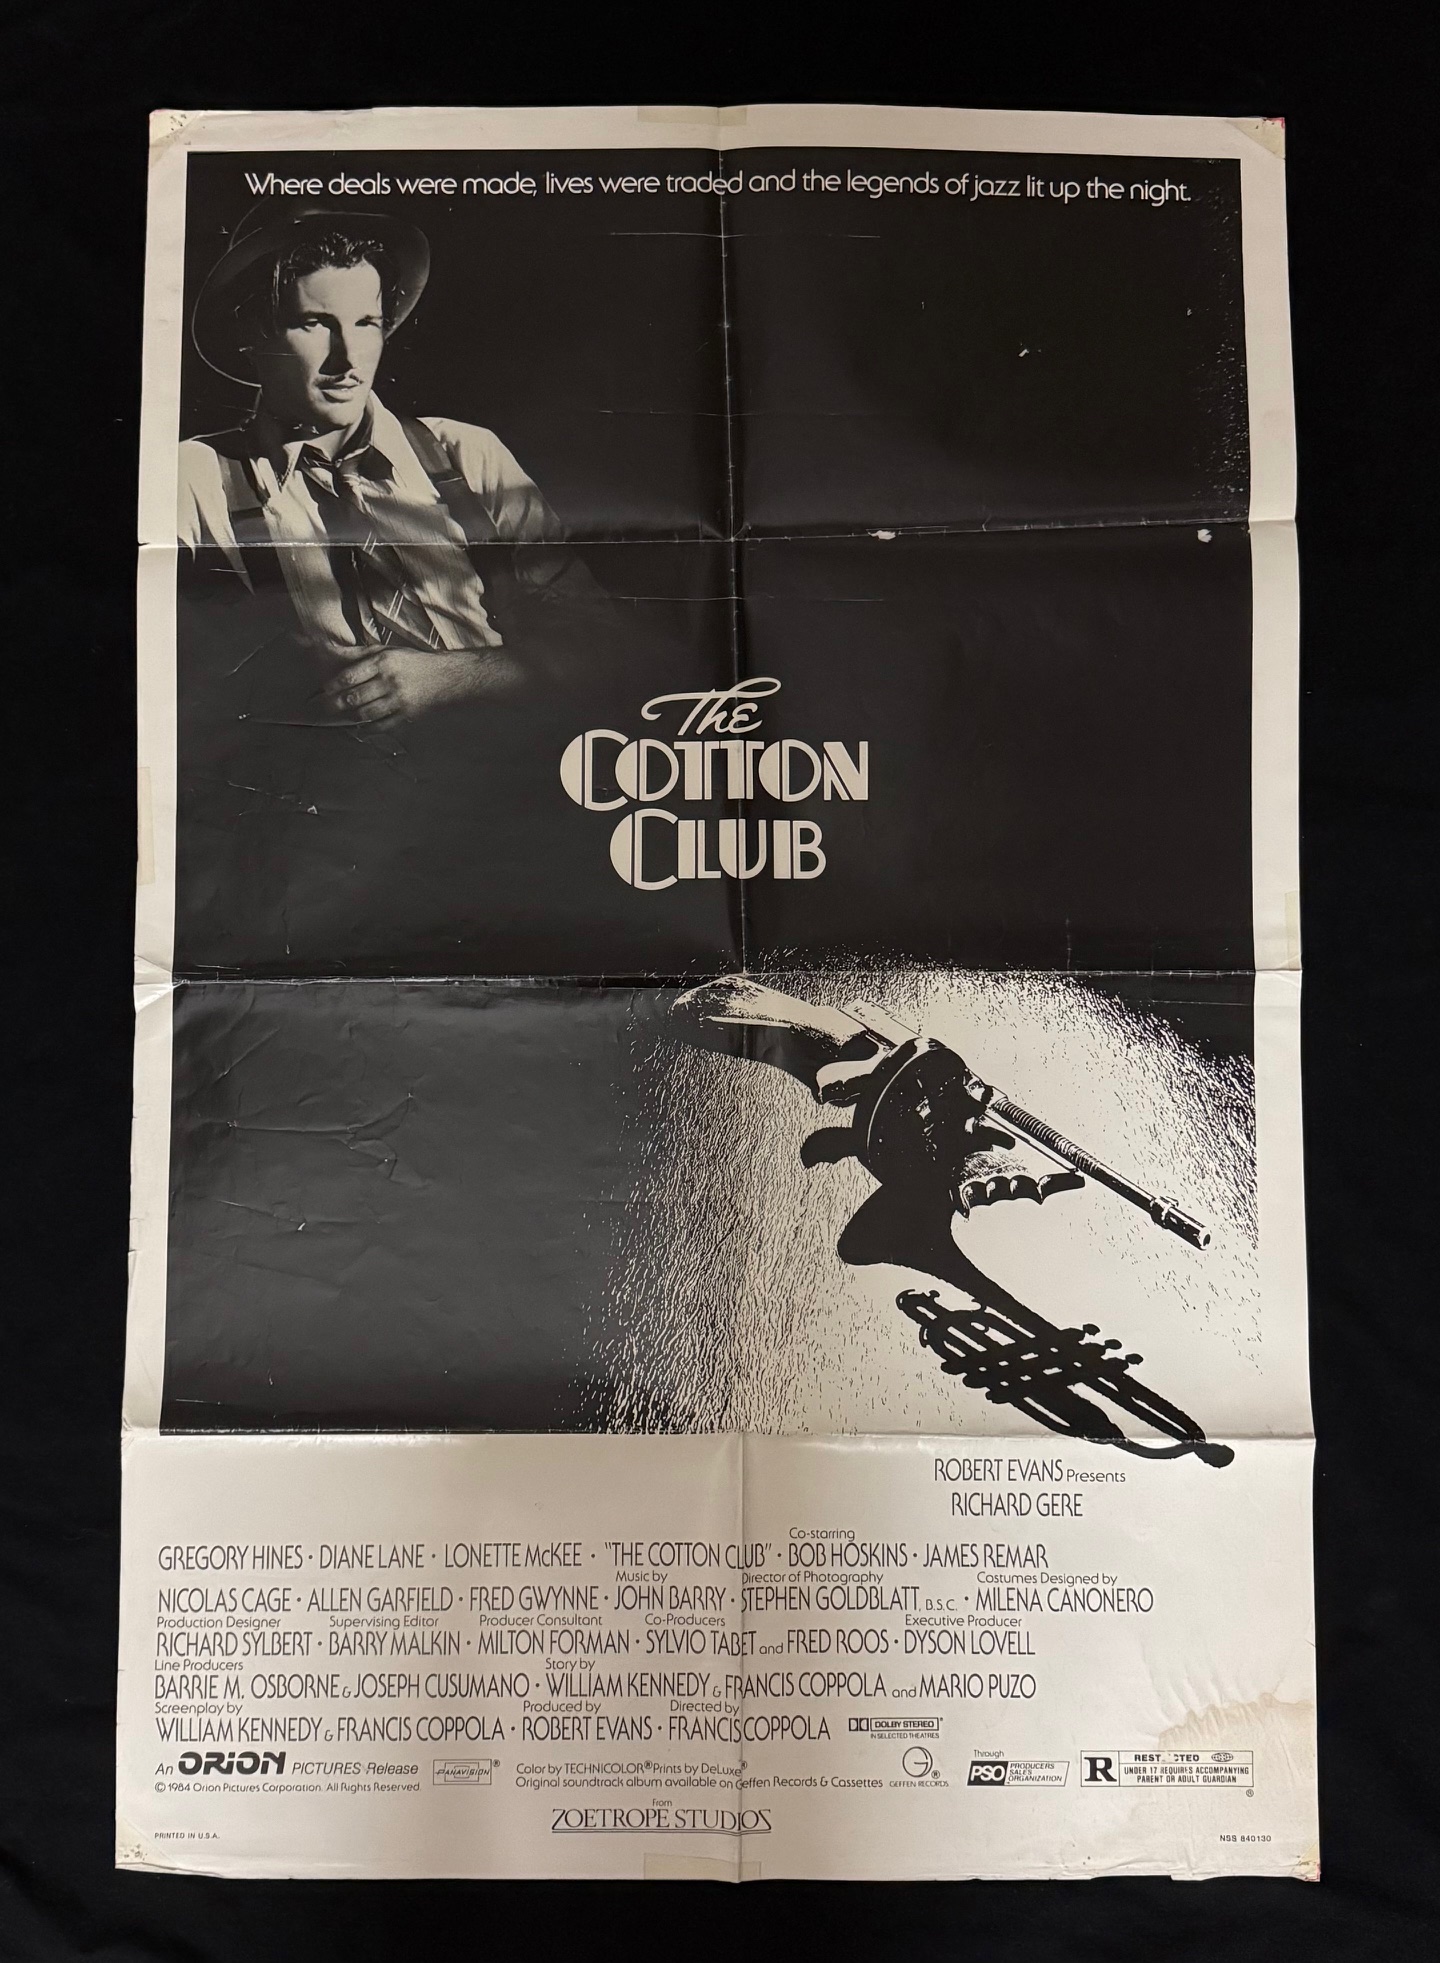 Where deals were made, lives were traded and the legends of jazz lit up the night.
The
COTTON
CLUB
ROBERT EVANS Presents
RICHARD GERE
Co-starring
GREGORY HINES · DIANE LANE · LONETTE McKEE · "THE COTTON CLUB" · BOB HOSKINS · JAMES REMAR
Music by Director of Photography Costumes Designed by
NICOLAS CAGE · ALLEN GARFIELD · FRED GWYNNE · JOHN BARRY · STEPHEN GOLDBLATT, B.S.C. · MILENA CANONERO
Production Designer Supervising Editor Producer Consultant Co-Producers Executive Producer
RICHARD SYLBERT · BARRY MALKIN · MILTON FORMAN · SYLVIO TABET and FRED ROOS · DYSON LOVELL
Line Producers Story by
BARRIE M. OSBORNE & JOSEPH CUSUMANO · WILLIAM KENNEDY & FRANCIS COPPOLA and MARIO PUZO
Screenplay by Produced by Directed by
WILLIAM KENNEDY & FRANCIS COPPOLA · ROBERT EVANS · FRANCIS COPPOLA DOLBY STEREO®
IN SELECTED THEATRES
An ORION PICTURES Release PANAVISION® Color by TECHNICOLOR® Prints by DeLuxe® G® Through PSO PRODUCERS SALES ORGANIZATION R RESTRICTED
UNDER 17 REQUIRES ACCOMPANYING
PARENT OR ADULT GUARDIAN
®
© 1984 Orion Pictures Corporation. All Rights Reserved. Original soundtrack album available on Geffen Records & Cassettes GEFFEN RECORDS
From
ZOETROPE STUDIOS
PRINTED IN U.S.A. NSS 840130